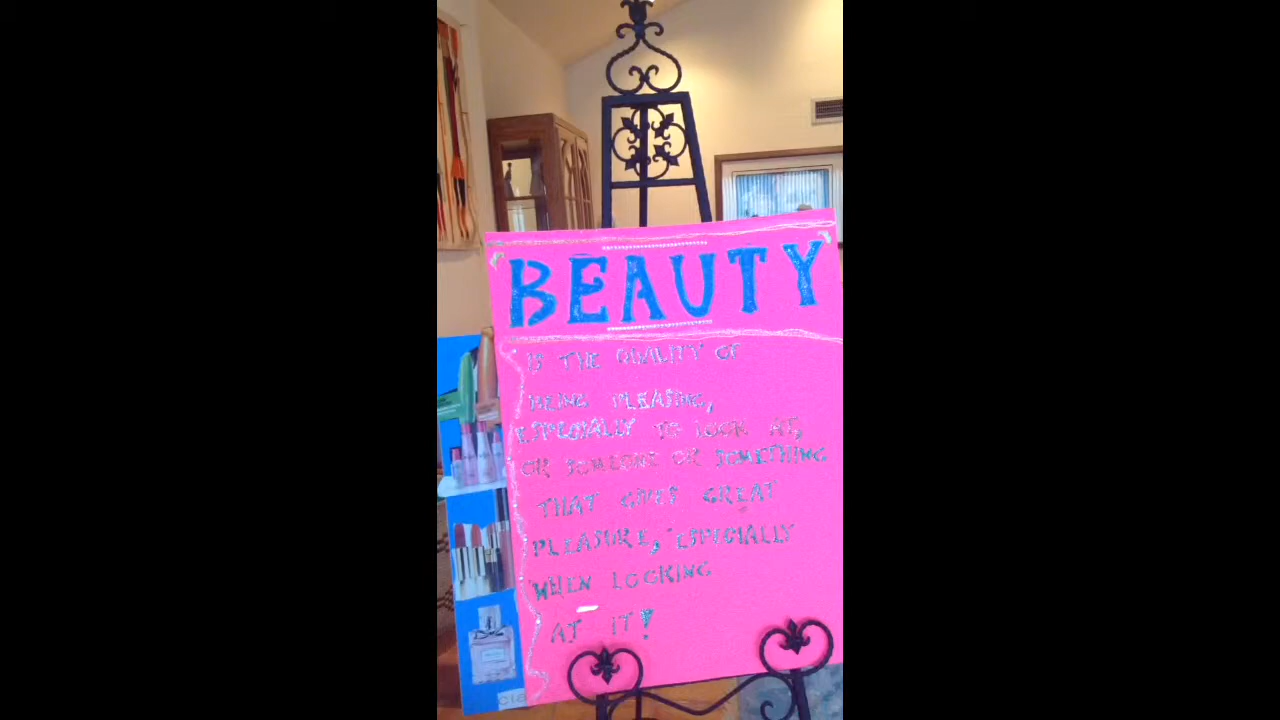 BEAUTY
IS THE QUALITY OF
BEING PLEASING,
ESPECIALLY TO LOOK AT,
OR SOMEONE OR SOMETHING
THAT GIVES GREAT
PLEASURE, ESPECIALLY
WHEN LOOKING
AT IT!